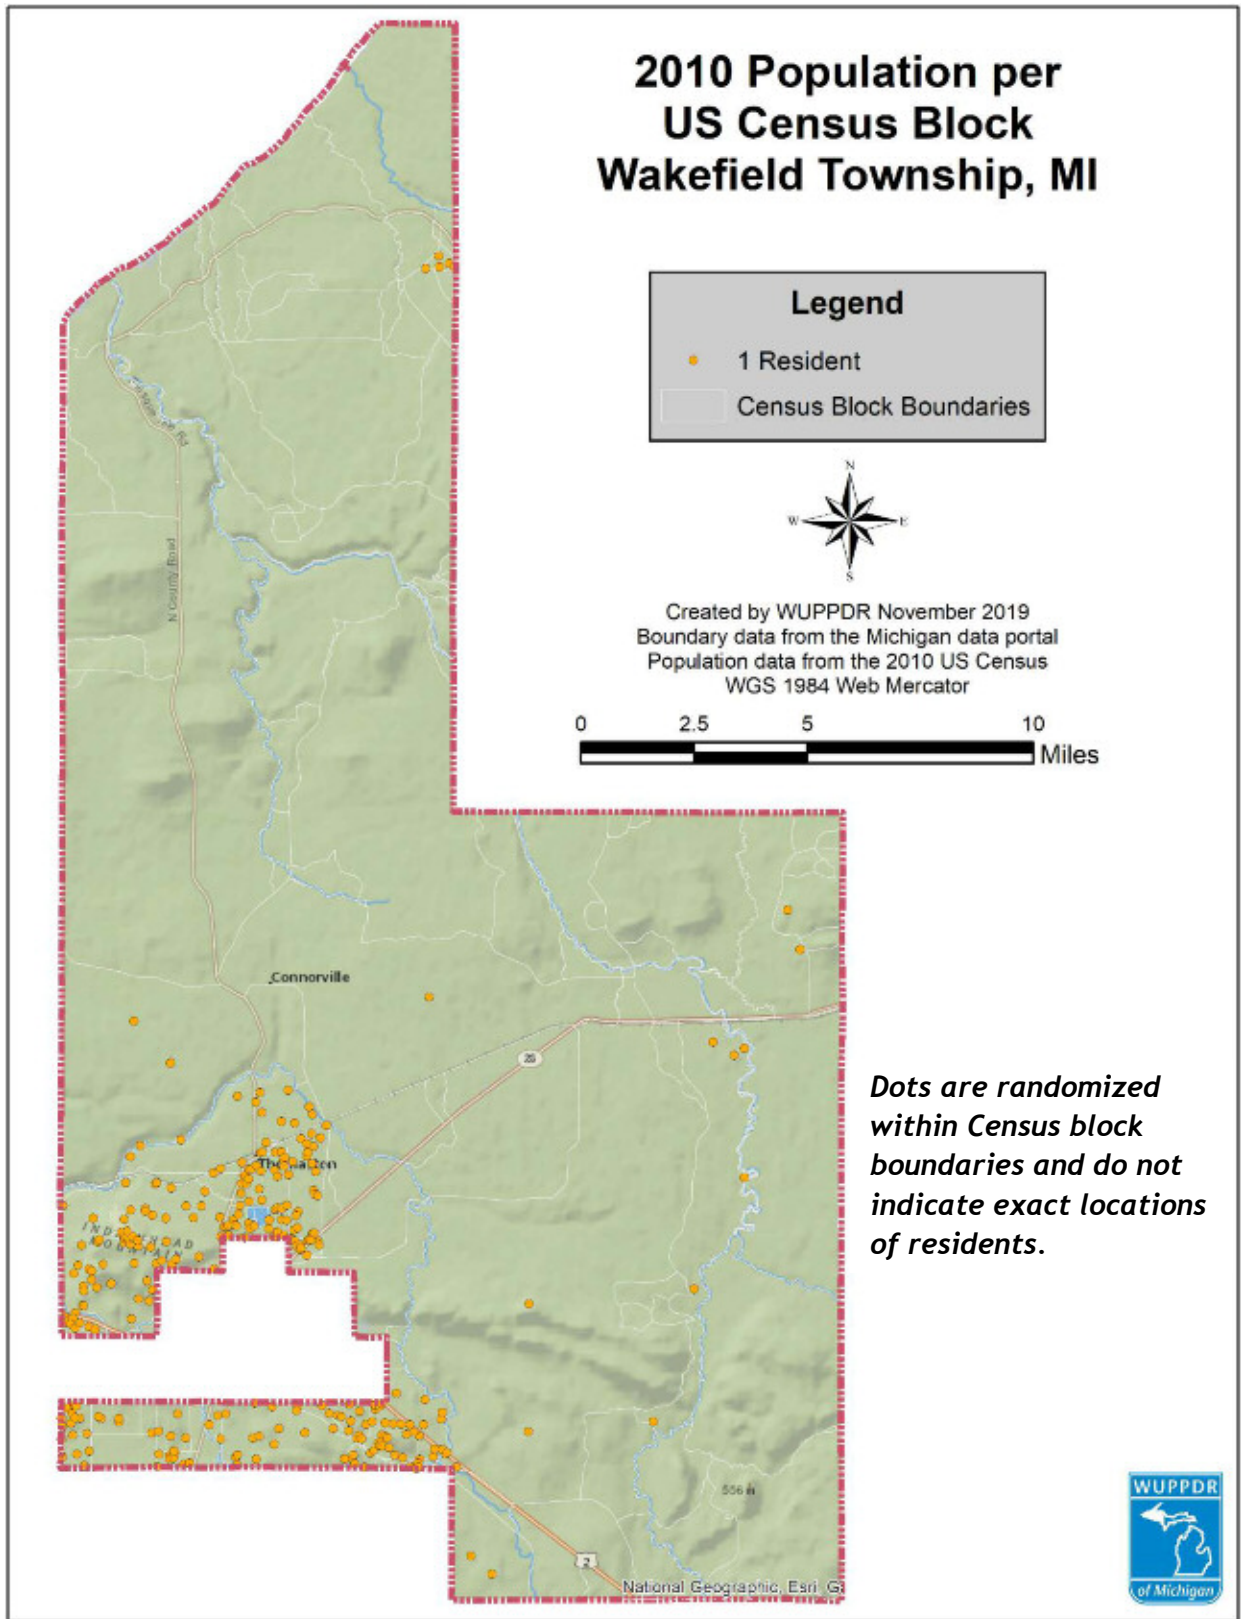 2010 Population per
US Census Block
Wakefield Township, MI
Legend
1 Resident
Census Block Boundaries
N
W
E
S
Created by WUPPDR November 2019
Boundary data from the Michigan data portal
Population data from the 2010 US Census
WGS 1984 Web Mercator
0 2.5 5 10
Miles
N County Road
Connorville
28
INDIANHEAD
MOUNTAIN
Dots are randomized
within Census block
boundaries and do not
indicate exact locations
of residents.
556 m
2
National Geographic, Esri, G
WUPPDR
of Michigan